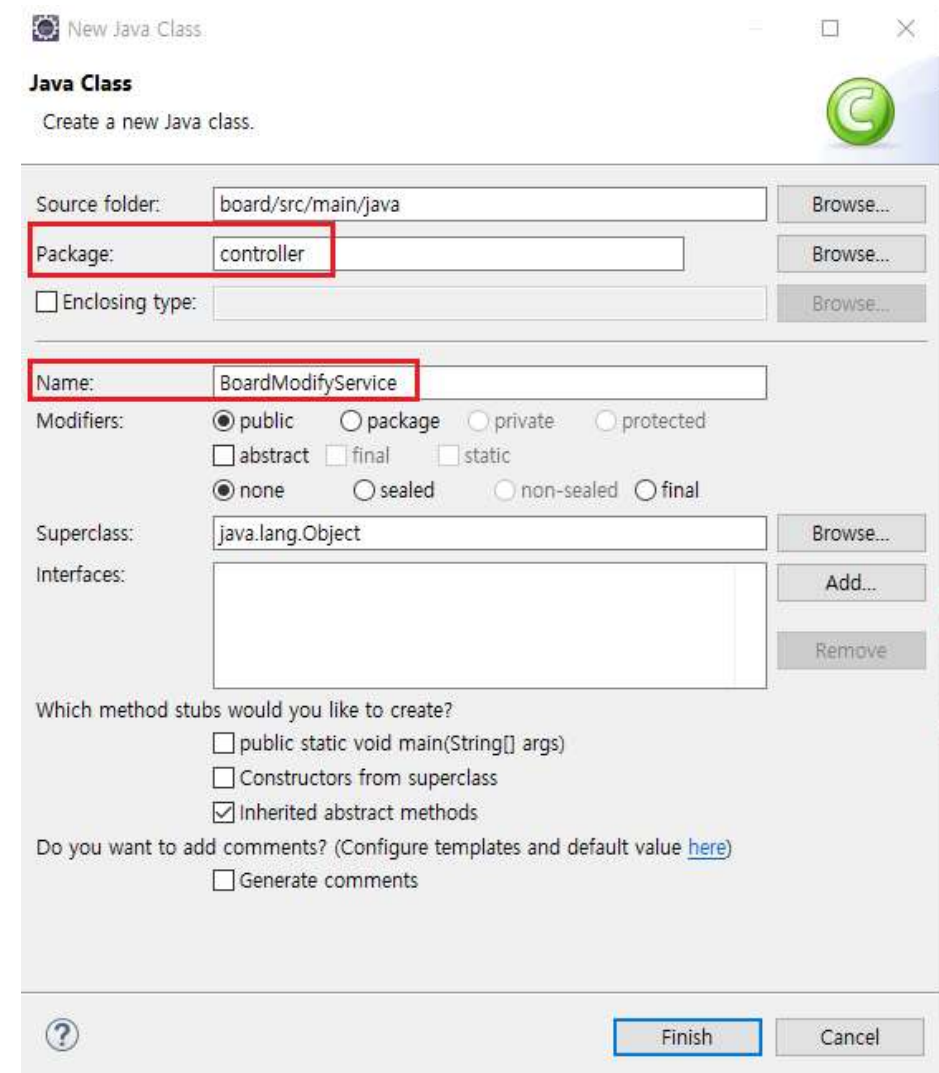 New Java Class
Java Class
Create a new Java class.
C
Source folder: board/src/main/java Browse...
Package: controller Browse...
Enclosing type: Browse...
Name: BoardModifyService
Modifiers: public package private protected
abstract final static
none sealed non-sealed final
Superclass: java.lang.Object Browse...
Interfaces: Add...
Remove
Which method stubs would you like to create?
public static void main(String[] args)
Constructors from superclass
Inherited abstract methods
Do you want to add comments? (Configure templates and default value here)
Generate comments
? Finish Cancel